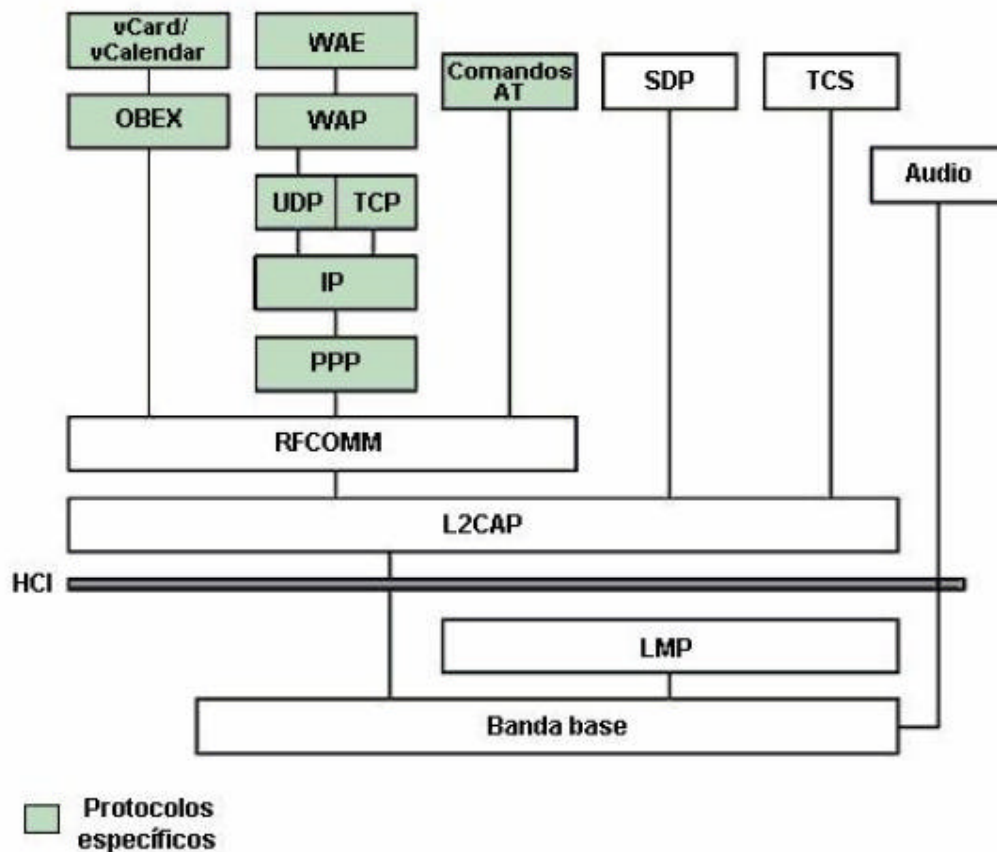 vCard/
vCalendar
WAE
Comandos
AT
SDP
TCS
OBEX
WAP
Audio
UDP
TCP
IP
PPP
RFCOMM
L2CAP
HCI
LMP
Banda base
Protocolos
específicos